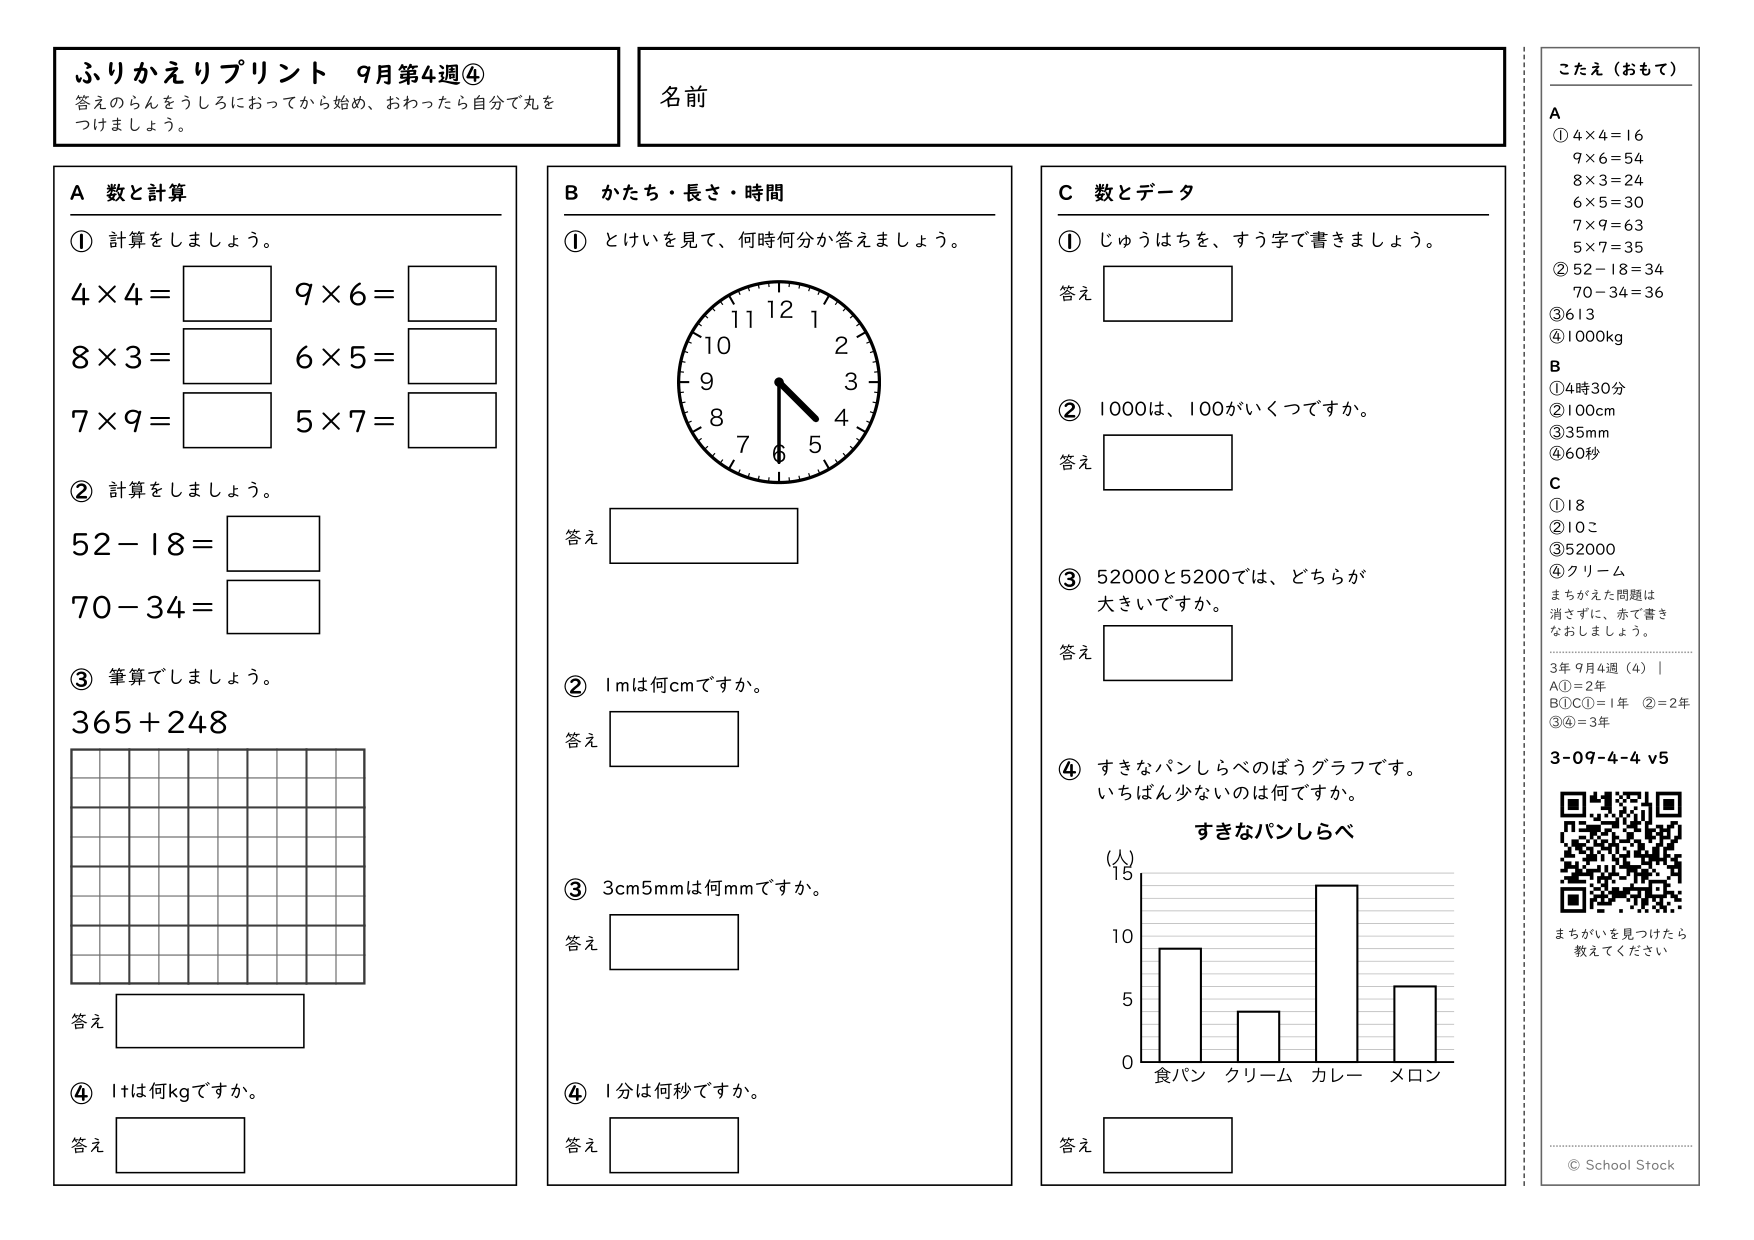 ふりかえりプリント　9月第4週④
答えのらんをうしろにおってから始め、おわったら自分で丸を
つけましょう。
名前
A　数と計算
① 計算をしましょう。
4×4＝　9×6＝
8×3＝　6×5＝
7×9＝　5×7＝
② 計算をしましょう。
52－18＝
70－34＝
③ 筆算でしましょう。
365＋248
答え
④ 1tは何kgですか。
答え
B　かたち・長さ・時間
① とけいを見て、何時何分か答えましょう。
12
11 1
10 2
9 3
8 4
7 5
6
答え
② 1mは何cmですか。
答え
③ 3cm5mmは何mmですか。
答え
④ 1分は何秒ですか。
答え
C　数とデータ
① じゅうはちを、すう字で書きましょう。
答え
② 1000は、100がいくつですか。
答え
③ 52000と5200では、どちらが
大きいですか。
答え
④ すきなパンしらべのぼうグラフです。
いちばん少ないのは何ですか。
すきなパンしらべ
(人)
15
10
5
0
食パン クリーム カレー メロン
答え
こたえ（おもて）
A
①4×4＝16
9×6＝54
8×3＝24
6×5＝30
7×9＝63
5×7＝35
②52－18＝34
70－34＝36
③613
④1000kg
B
①4時30分
②100cm
③35mm
④60秒
C
①18
②10こ
③52000
④クリーム
まちがえた問題は
消さずに、赤で書き
なおしましょう。
3年 9月4週（4）｜
A①＝2年
B①C①＝1年　②＝2年
③④＝3年
3-09-4-4 v5
まちがいを見つけたら
教えてください
© School Stock